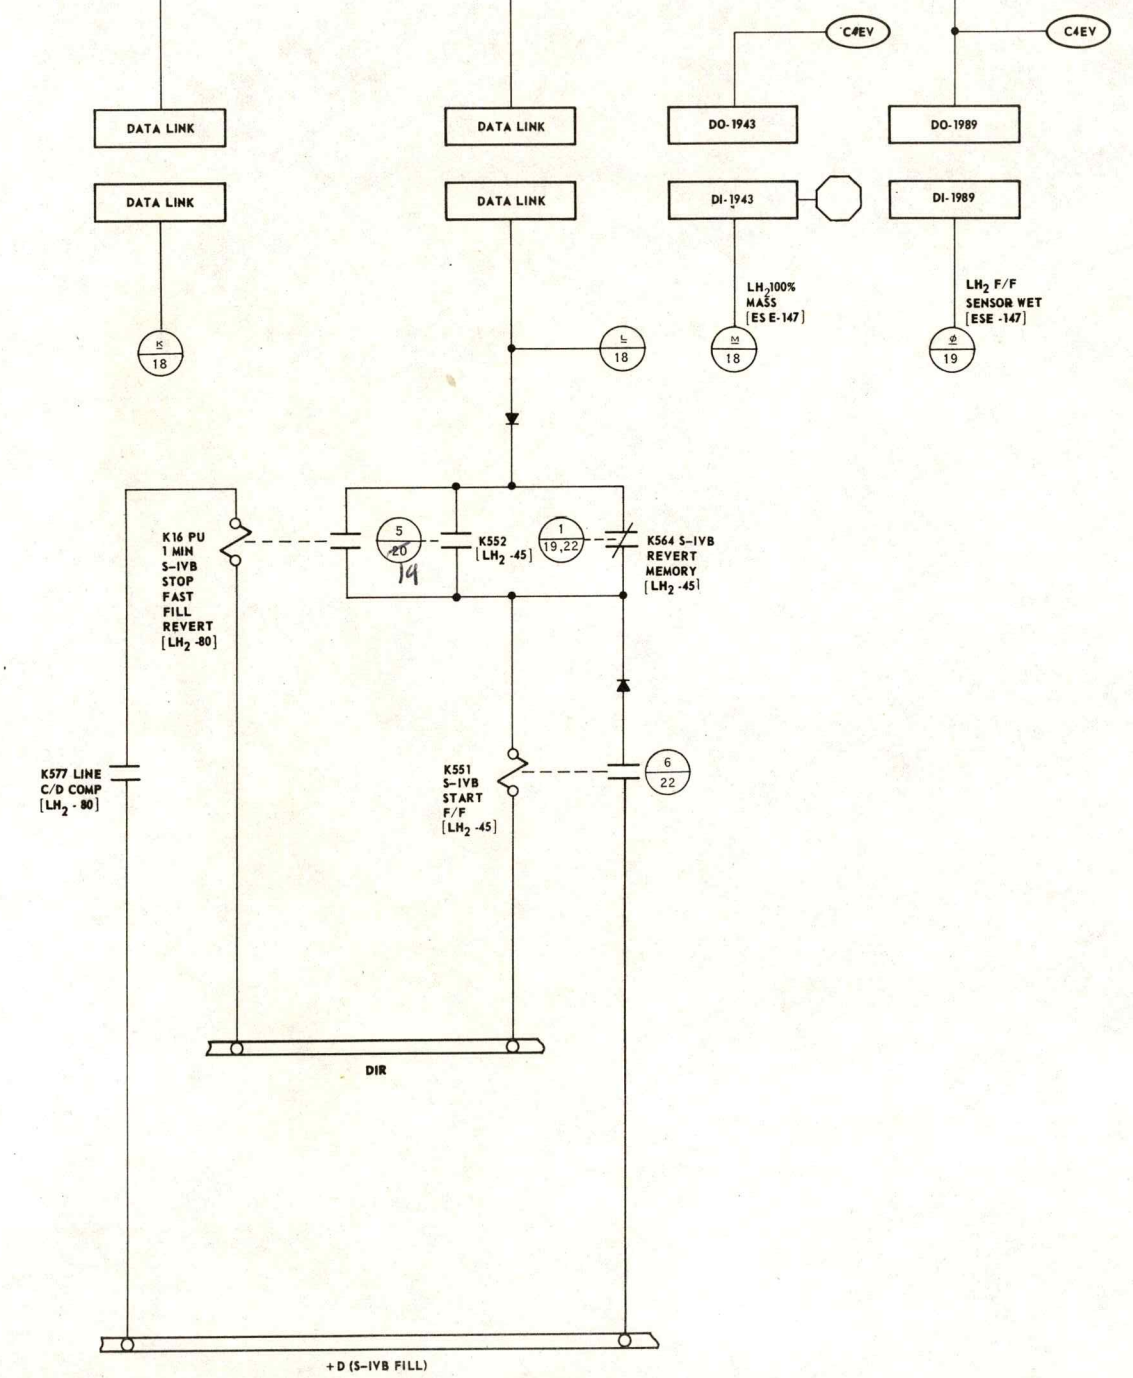 C4EV
C4EV
DATA LINK
DATA LINK
DO-1943
DO-1989
DATA LINK
DATA LINK
DI-1943
DI-1989
LH2 100%
MASS
[ESE-147]
LH2 F/F
SENSOR WET
[ESE-147]
K
18
L
18
M
18
Φ
19
K16 PU
1 MIN
S-IVB
STOP
FAST
FILL
REVERT
[LH2 -80]
5
20
19
K552
[LH2 -45]
1
19,22
K564 S-IVB
REVERT
MEMORY
[LH2 -45]
K577 LINE
C/D COMP
[LH2 - 80]
K551
S-IVB
START
F/F
[LH2 -45]
6
22
DIR
+D (S-IVB FILL)